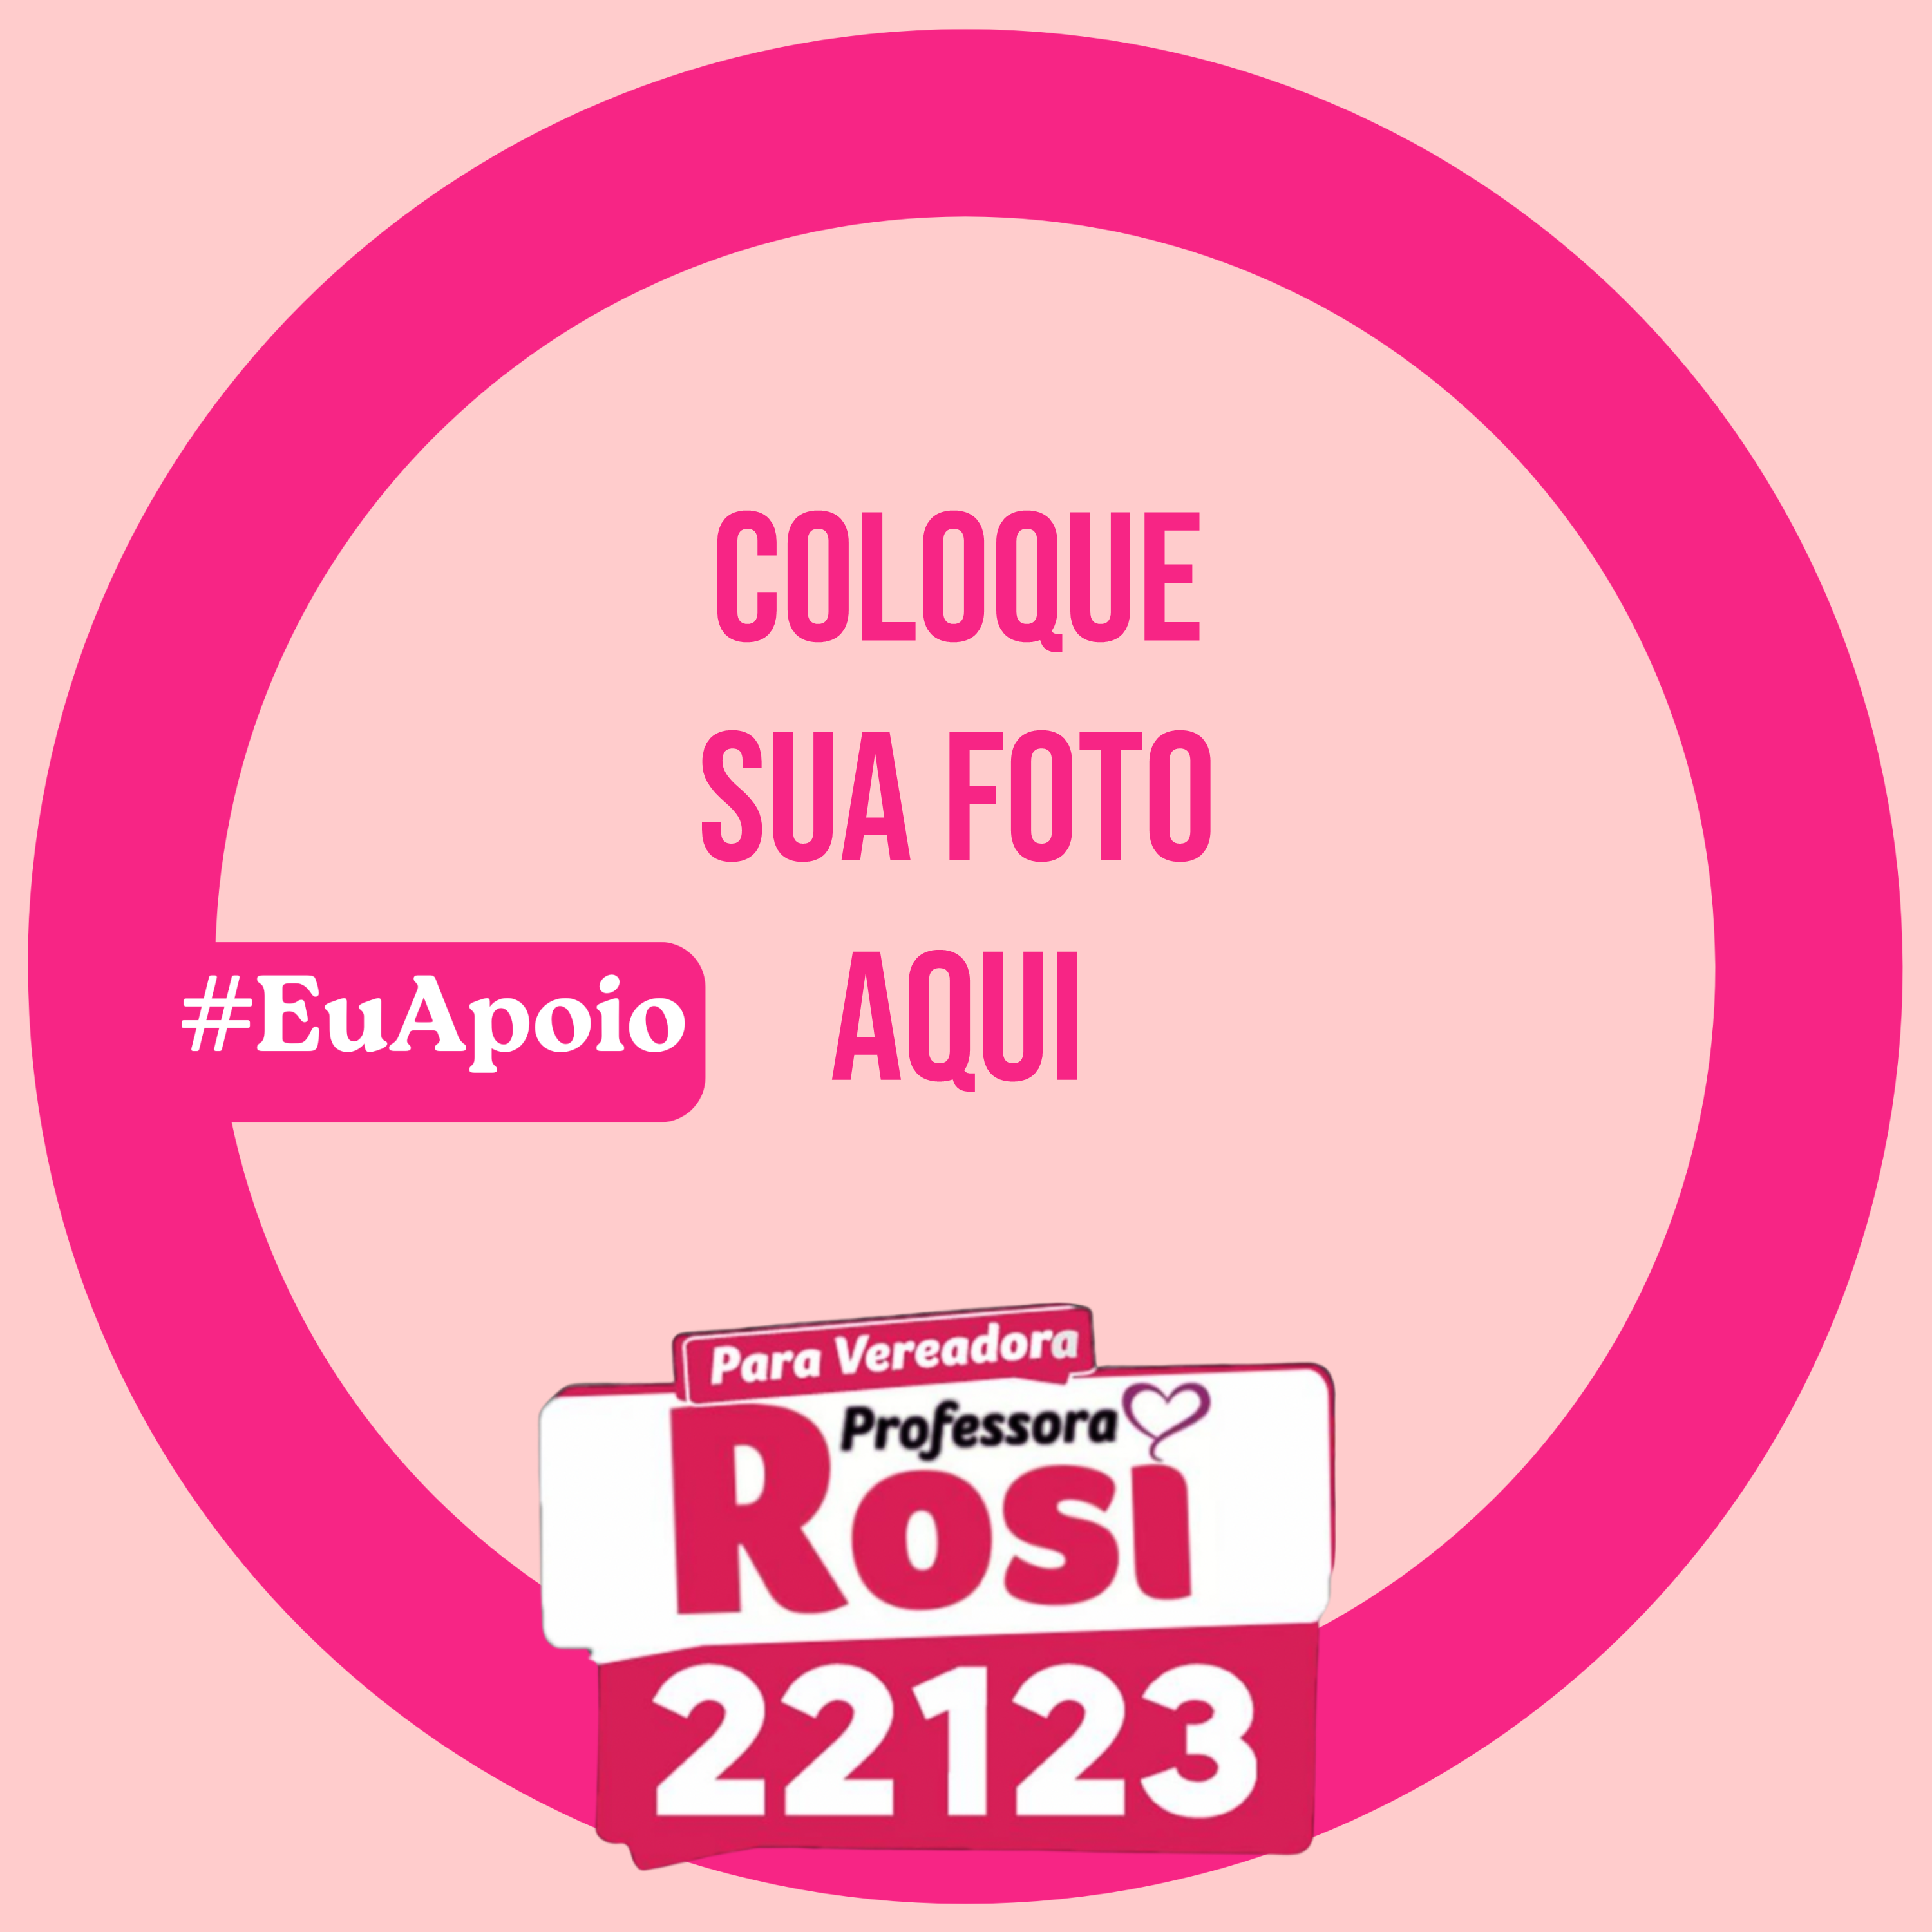 COLOQUE
SUA FOTO
AQUI
#EuApoio
Para Vereadora
Professora
Rosi
22123